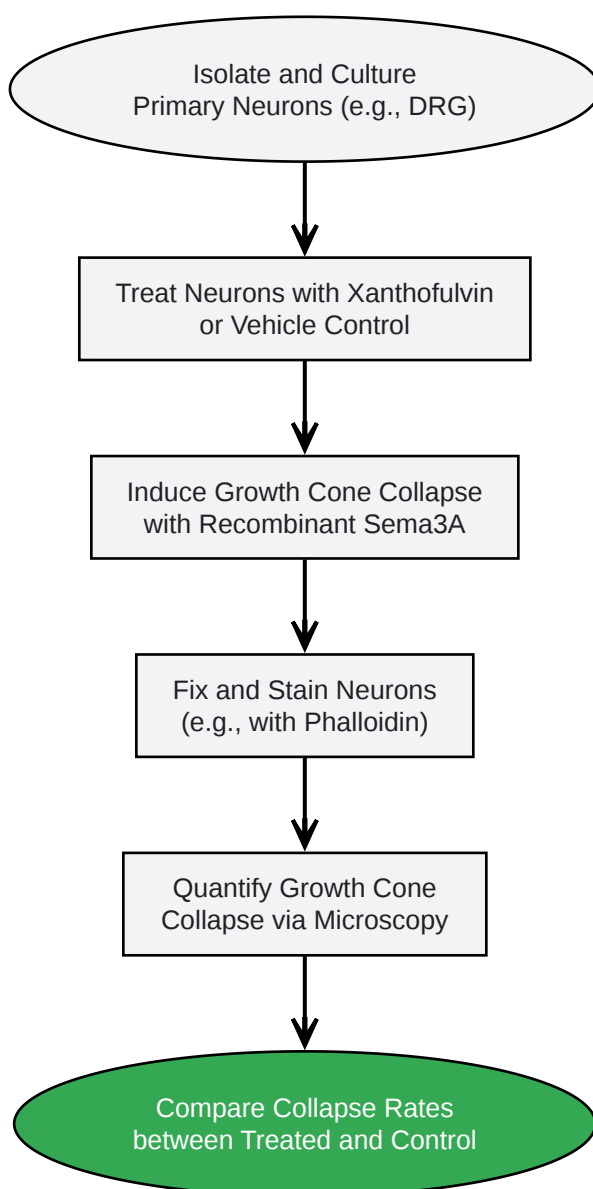 Isolate and Culture
Primary Neurons (e.g., DRG)
Treat Neurons with Xanthofulvin
or Vehicle Control
Induce Growth Cone Collapse
with Recombinant Sema3A
Fix and Stain Neurons
(e.g., with Phalloidin)
Quantify Growth Cone
Collapse via Microscopy
Compare Collapse Rates
between Treated and Control